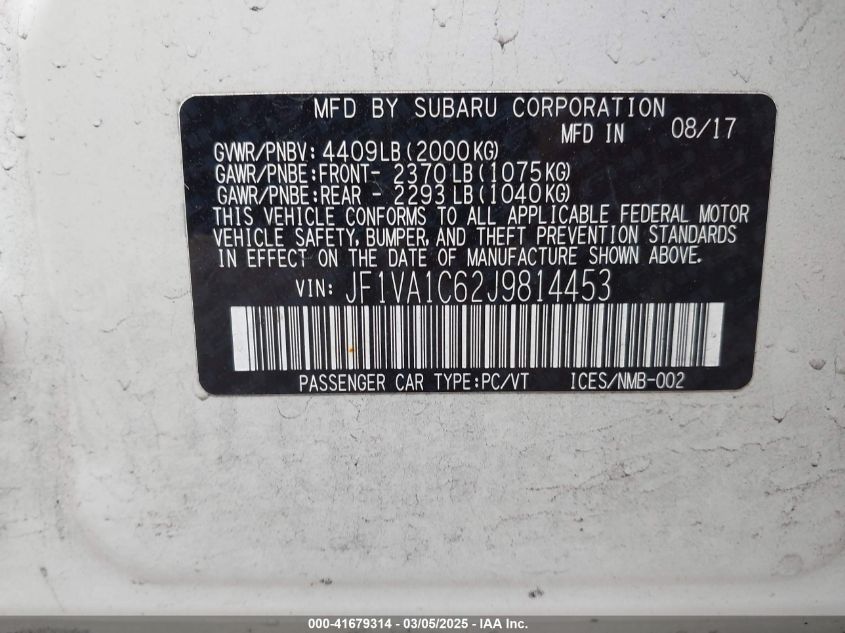 MFD BY SUBARU CORPORATION
MFD IN 08/17
GVWR/PNBV: 4409LB(2000KG)
GAWR/PNBE:FRONT- 2370LB(1075KG)
GAWR/PNBE:REAR - 2293LB(1040KG)
THIS VEHICLE CONFORMS TO ALL APPLICABLE FEDERAL MOTOR
VEHICLE SAFETY, BUMPER, AND THEFT PREVENTION STANDARDS
IN EFFECT ON THE DATE OF MANUFACTURE SHOWN ABOVE.
VIN: JF1VA1C62J9814453
PASSENGER CAR TYPE:PC/VT ICES/NMB-002
000-41679314 - 03/05/2025 - IAA Inc.